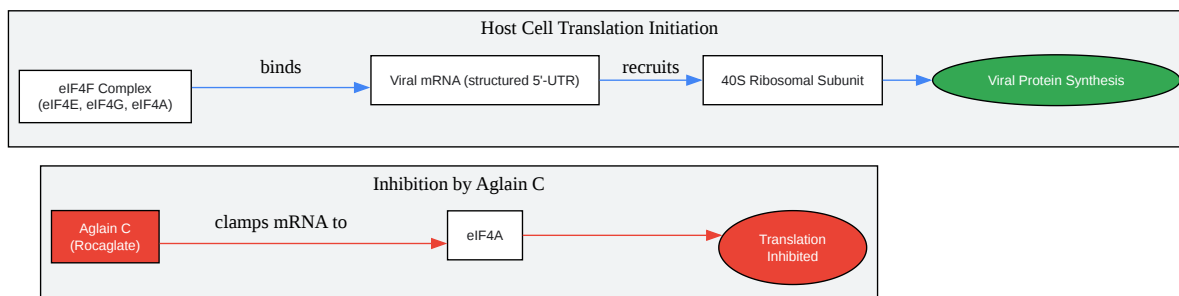 Host Cell Translation Initiation
eIF4F Complex
(eIF4E, eIF4G, eIF4A)
binds
Viral mRNA (structured 5'-UTR)
recruits
40S Ribosomal Subunit
Viral Protein Synthesis
Inhibition by Aglain C
Aglain C
(Rocaglate)
clamps mRNA to
eIF4A
Translation
Inhibited